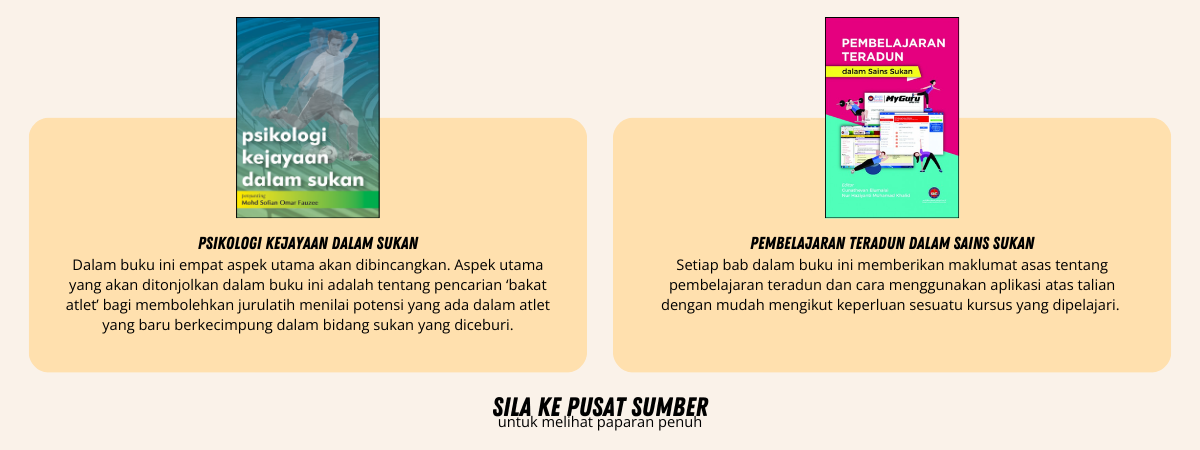 psikologi
kejayaan
dalam sukan
penyunting
Mohd Sofian Omar Fauzee
PSIKOLOGI KEJAYAAN DALAM SUKAN
Dalam buku ini empat aspek utama akan dibincangkan. Aspek utama
yang akan ditonjolkan dalam buku ini adalah tentang pencarian ‘bakat
atlet’ bagi membolehkan jurulatih menilai potensi yang ada dalam atlet
yang baru berkecimpung dalam bidang sukan yang diceburi.
PEMBELAJARAN
TERADUN
dalam Sains Sukan
MyGuru
PEMBELAJARAN TERADUN DALAM SAINS SUKAN
Setiap bab dalam buku ini memberikan maklumat asas tentang
pembelajaran teradun dan cara menggunakan aplikasi atas talian
dengan mudah mengikut keperluan sesuatu kursus yang dipelajari.
SILA KE PUSAT SUMBER
untuk melihat paparan penuh